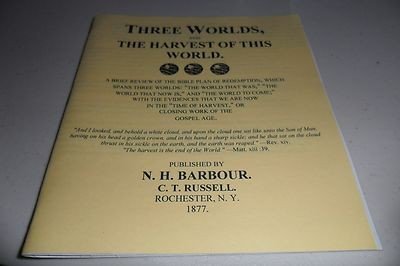 THREE WORLDS,
AND
THE HARVEST OF THIS
WORLD.
A BRIEF REVIEW OF THE BIBLE PLAN OF REDEMPTION, WHICH
SPANS THREE WORLDS: "THE WORLD THAT WAS," "THE
WORLD THAT NOW IS," AND "THE WORLD TO COME;"
WITH THE EVIDENCES THAT WE ARE NOW
IN THE "TIME OF HARVEST," OR
CLOSING WORK OF THE
GOSPEL AGE.
"And I looked, and behold a white cloud, and upon the cloud one sat like unto the Son of Man,
having on his head a golden crown, and in his hand a sharp sickle; and he that sat on the cloud
thrust in his sickle on the earth, and the earth was reaped." —Rev. xiv.
"The harvest is the end of the World" —Matt. xiii :39.
PUBLISHED BY
N. H. BARBOUR.
C. T. RUSSELL.
ROCHESTER, N. Y.
1877.